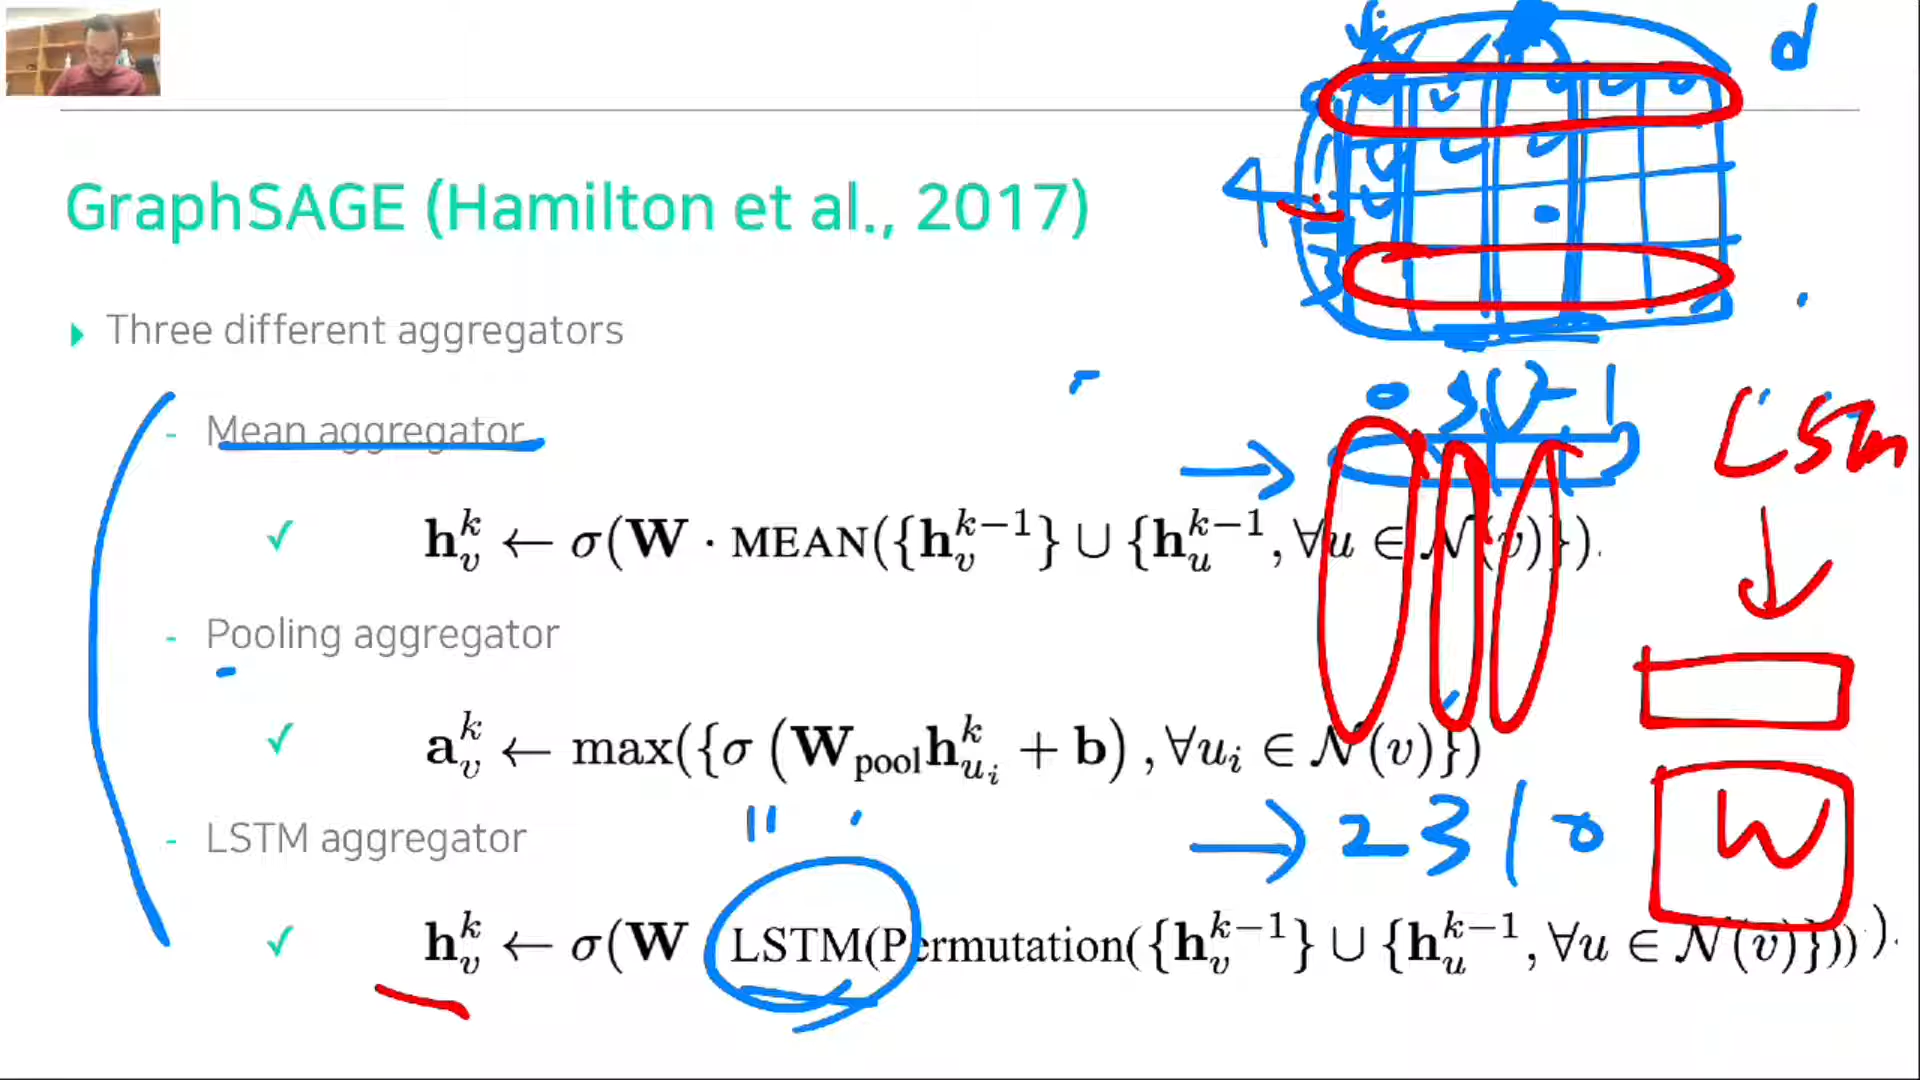 GraphSAGE (Hamilton et al., 2017)
Three different aggregators
- Mean aggregator
✓ h_v^k ← σ(W · MEAN({h_v^{k−1}} ∪ {h_u^{k−1}, ∀u ∈ N(v)}).
- Pooling aggregator
✓ a_v^k ← max({σ (W_pool h_{u_i}^k + b) , ∀u_i ∈ N(v)})
- LSTM aggregator
✓ h_v^k ← σ(W LSTM(Permutation({h_v^{k−1}} ∪ {h_u^{k−1}, ∀u ∈ N(v)})) ).
d
4
3
LSTM
→ 2 3 1 0
W